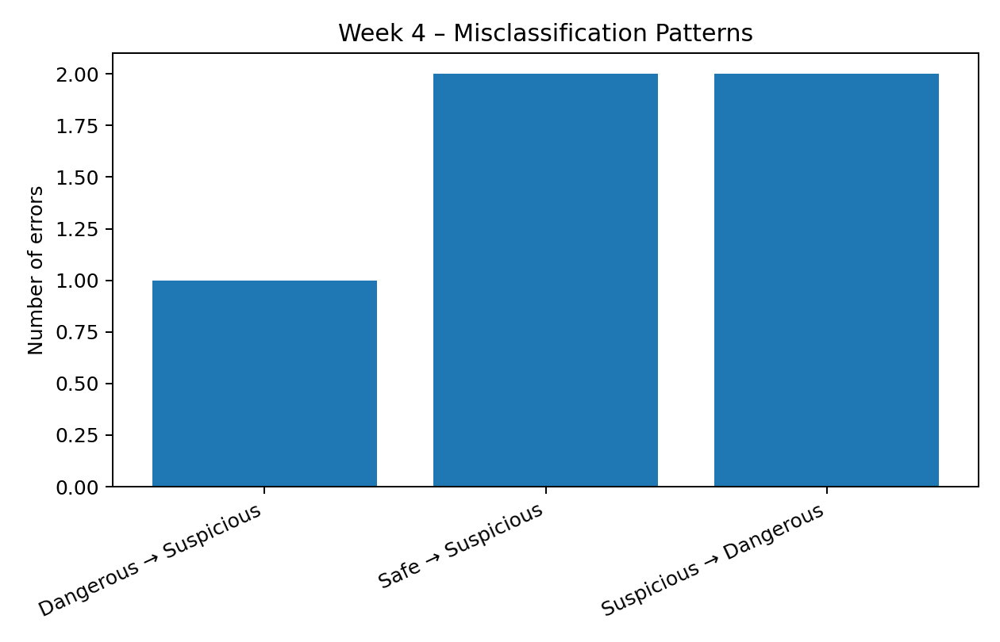 Week 4 – Misclassification Patterns
Number of errors
2.00
1.75
1.50
1.25
1.00
0.75
0.50
0.25
0.00
Dangerous → Suspicious
Safe → Suspicious
Suspicious → Dangerous